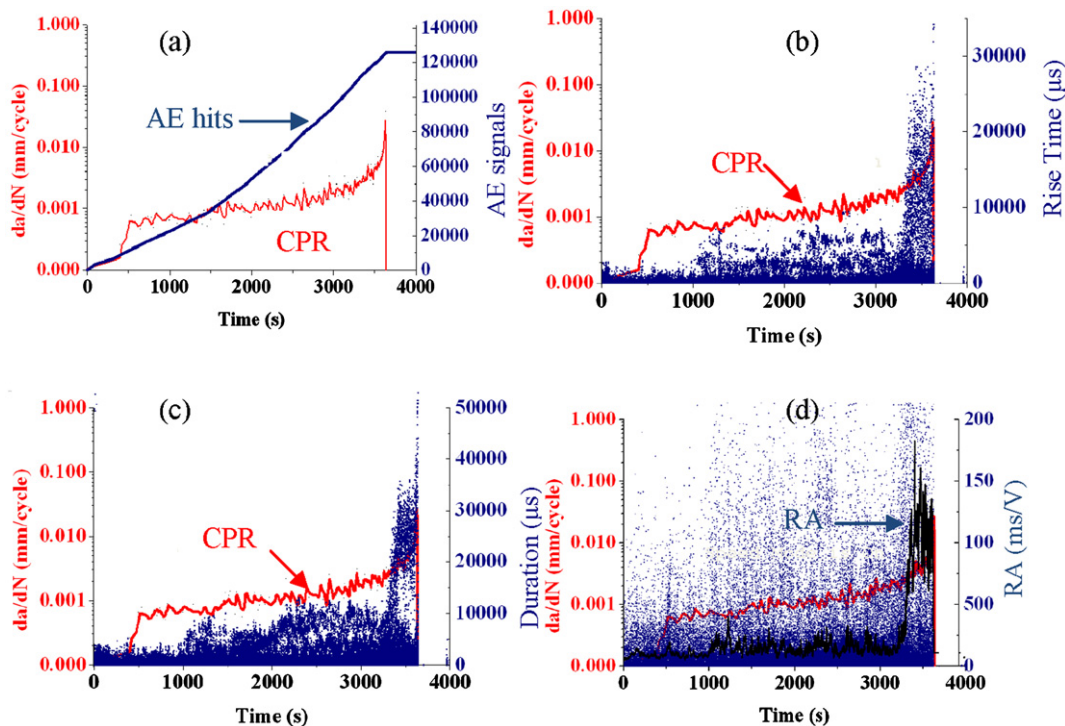 (a)
1.000
0.100
0.010
0.001
0.000
da/dN (mm/cycle)
AE hits
CPR
140000
120000
100000
80000
60000
40000
20000
0
AE signals
0 1000 2000 3000 4000
Time (s)
(b)
1.000
0.100
0.010
0.001
0.000
da/dN (mm/cycle)
CPR
30000
20000
10000
0
Rise Time (µs)
0 1000 2000 3000 4000
Time (s)
(c)
1.000
0.100
0.010
0.001
0.000
da/dN (mm/cycle)
CPR
50000
40000
30000
20000
10000
0
Duration (µs)
0 1000 2000 3000 4000
Time (s)
(d)
1.000
0.100
0.010
0.001
0.000
da/dN (mm/cycle)
RA
200
150
100
500
0
RA (ms/V)
0 1000 2000 3000 4000
Time (s)